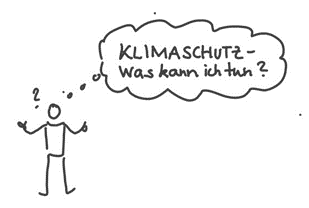 ?
KLIMASCHUTZ-
Was kann ich tun?